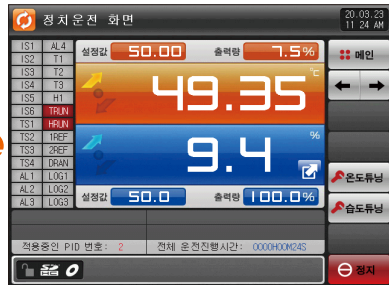 정치운전 화면
20.03.23
11 24 AM
IS1 AL4
IS2 T1
IS3 T2
IS4 T3
IS5 H1
IS6 TRUN
TS1 HRUN
TS2 1REF
TS3 2REF
TS4 DRAN
AL1 LOG1
AL2 LOG2
AL3 LOG3
설정값 50.00 출력량 7.5%
49.35 ℃
9.4 %
설정값 50.0 출력량 100.0%
메인
온도튜닝
습도튜닝
적용중인 PID 번호: 2 전체 운전진행시간: 0000H00M24S
정지